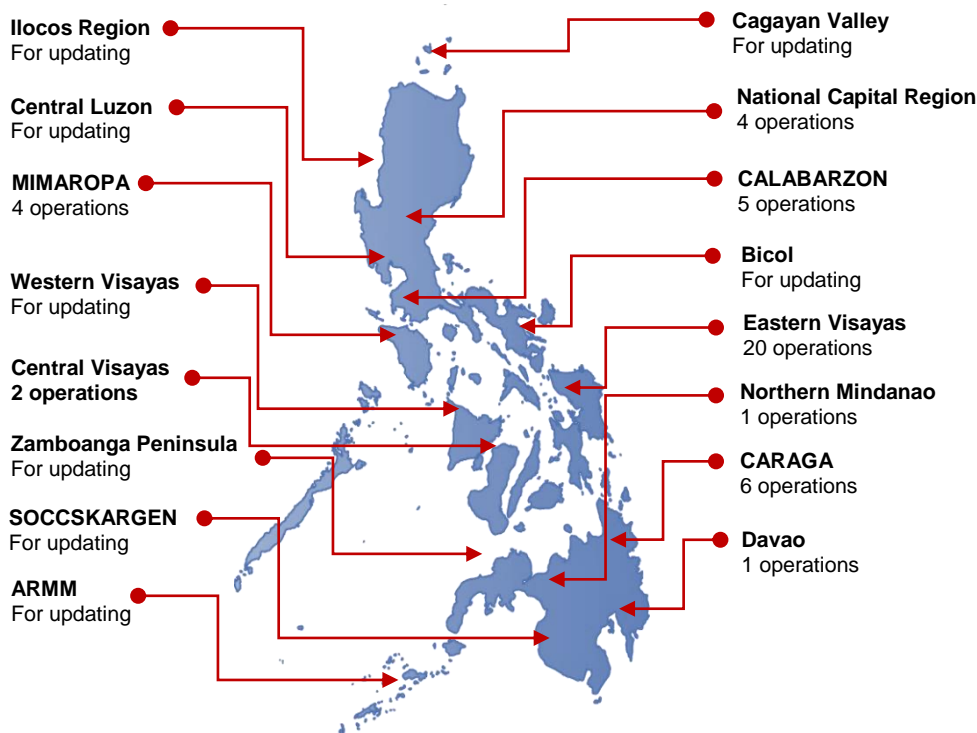 Ilocos Region
For updating
Central Luzon
For updating
MIMAROPA
4 operations
Western Visayas
For updating
Central Visayas
2 operations
Zamboanga Peninsula
For updating
SOCCSKARGEN
For updating
ARMM
For updating
Cagayan Valley
For updating
National Capital Region
4 operations
CALABARZON
5 operations
Bicol
For updating
Eastern Visayas
20 operations
Northern Mindanao
1 operations
CARAGA
6 operations
Davao
1 operations